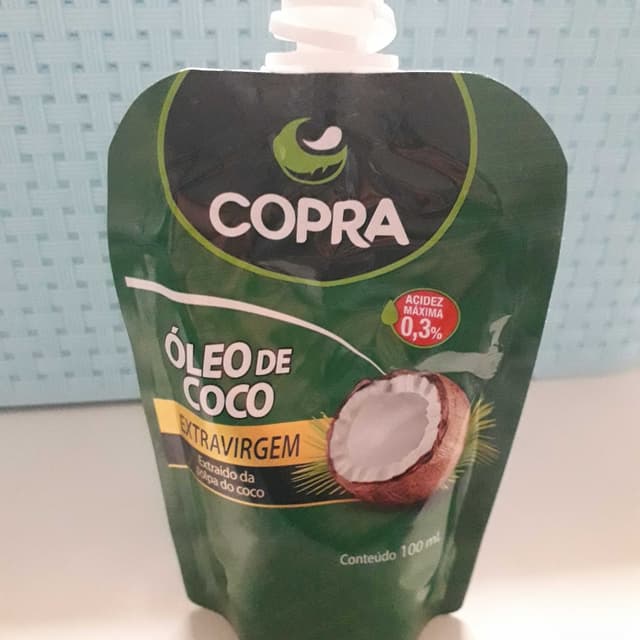 COPRA
ACIDEZ
MÁXIMA
0,3%
ÓLEO DE
COCO
EXTRAVIRGEM
Extraído da
polpa do coco
Conteúdo 100 mL